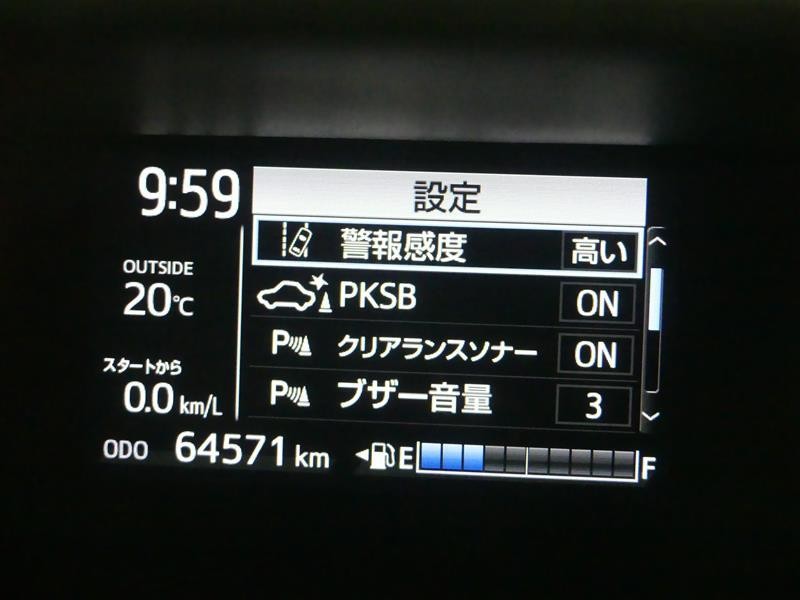 9:59
設定
警報感度 高い
PKSB ON
クリアランスソナー ON
ブザー音量 3
OUTSIDE
20℃
スタートから
0.0 km/L
ODO 64571 km E F